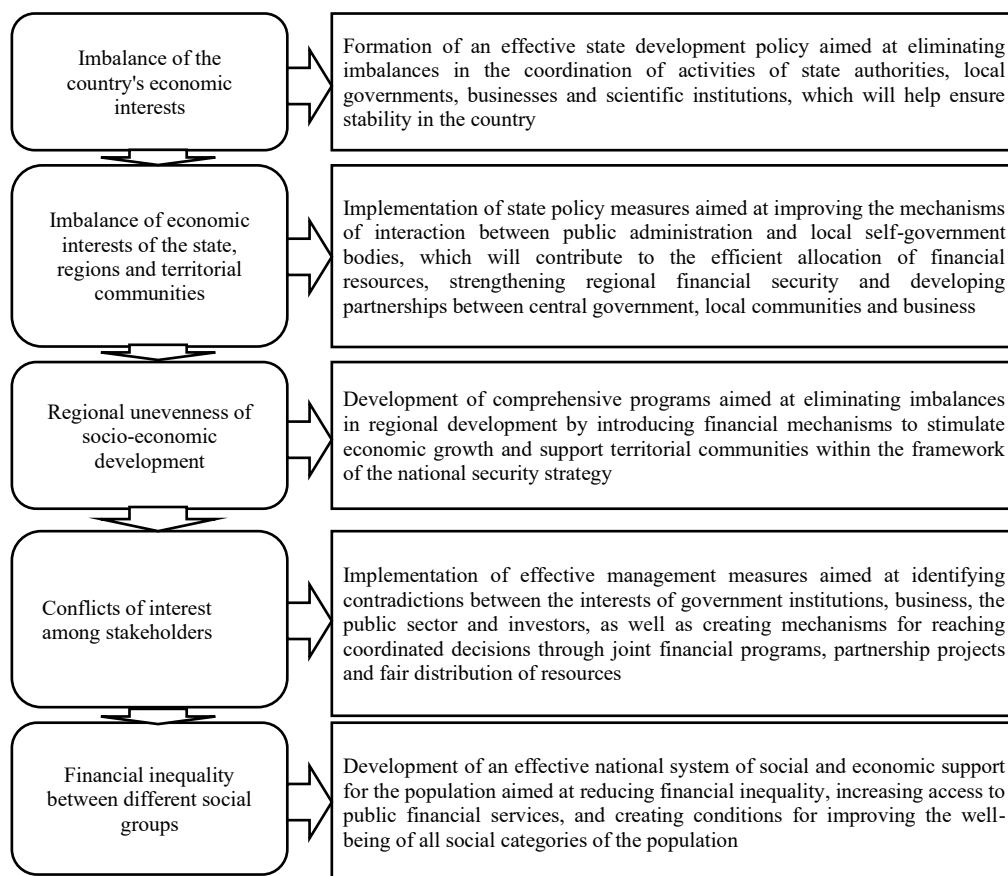 Imbalance of the
country's economic
interests
Formation of an effective state development policy aimed at eliminating
imbalances in the coordination of activities of state authorities, local
governments, businesses and scientific institutions, which will help ensure
stability in the country
Imbalance of economic
interests of the state,
regions and territorial
communities
Implementation of state policy measures aimed at improving the mechanisms
of interaction between public administration and local self-government
bodies, which will contribute to the efficient allocation of financial
resources, strengthening regional financial security and developing
partnerships between central government, local communities and business
Regional unevenness of
socio-economic
development
Development of comprehensive programs aimed at eliminating imbalances
in regional development by introducing financial mechanisms to stimulate
economic growth and support territorial communities within the framework
of the national security strategy
Conflicts of interest
among stakeholders
Implementation of effective management measures aimed at identifying
contradictions between the interests of government institutions, business, the
public sector and investors, as well as creating mechanisms for reaching
coordinated decisions through joint financial programs, partnership projects
and fair distribution of resources
Financial inequality
between different social
groups
Development of an effective national system of social and economic support
for the population aimed at reducing financial inequality, increasing access to
public financial services, and creating conditions for improving the well-
being of all social categories of the population